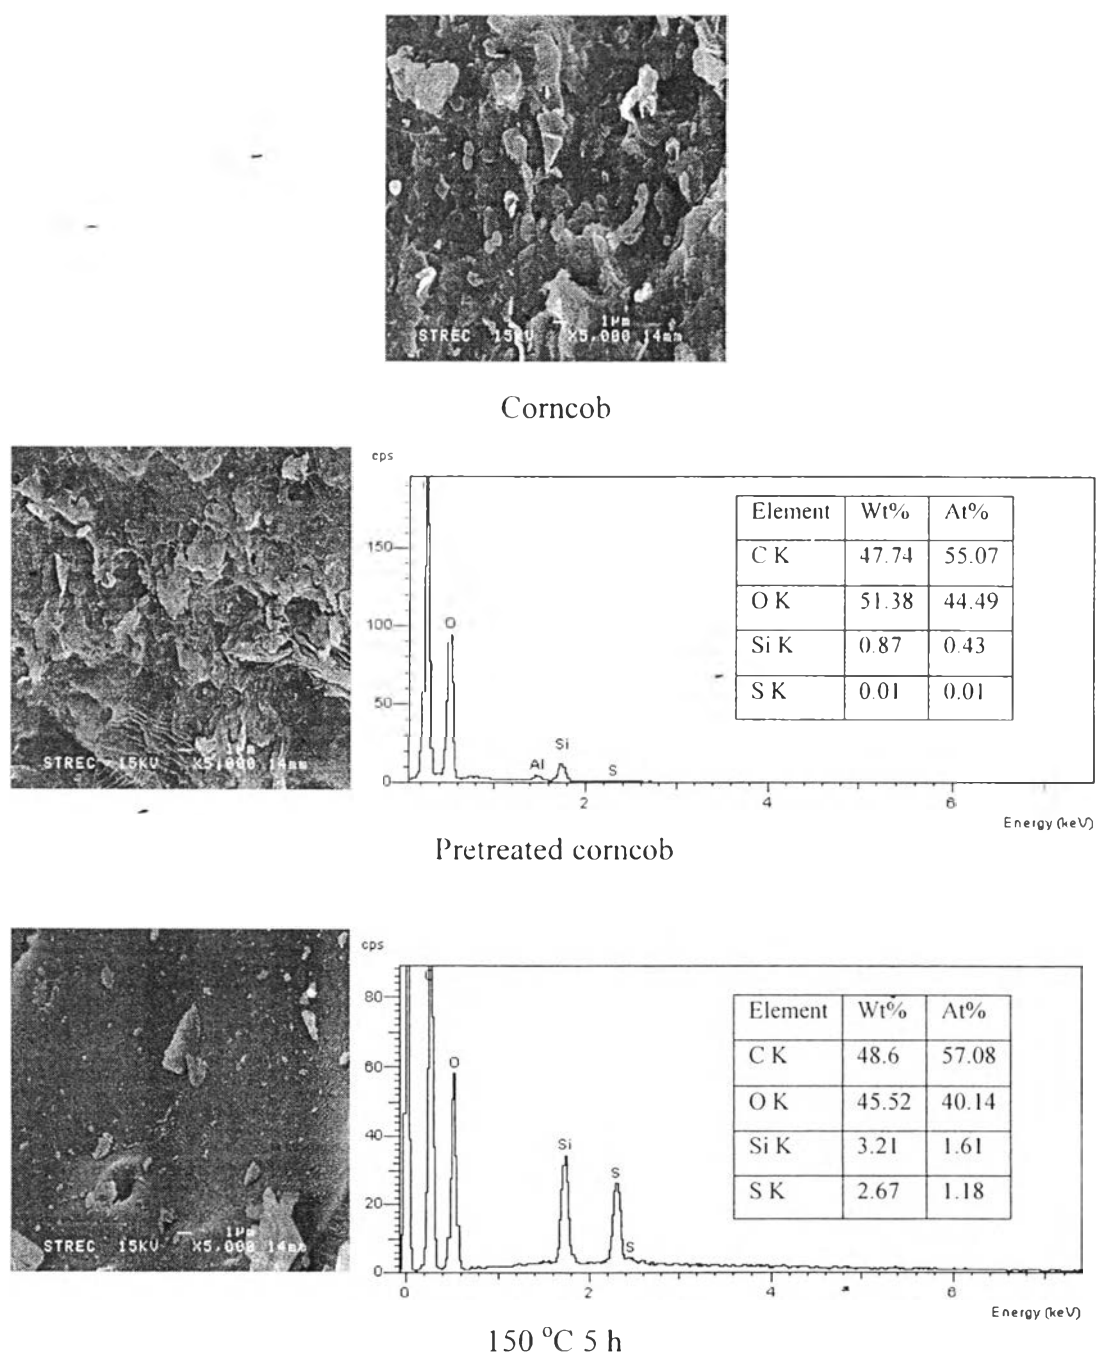 STREC 15KV X5,000 1µm 14mm
Corncob
cps
Element Wt% At%
C K 47.74 55.07
O K 51.38 44.49
Si K 0.87 0.43
S K 0.01 0.01
150
100
50
0
O
Al
Si
S
2 4 6
Energy (keV)
STREC 15KV X5,000 1µm 14mm
Pretreated corncob
cps
Element Wt% At%
C K 48.6 57.08
O K 45.52 40.14
Si K 3.21 1.61
S K 2.67 1.18
80
60
40
20
0
O
Si
S
S
0 2 4 6
Energy (keV)
STREC 15KV X5,000 1µm 14mm
150 °C 5 h